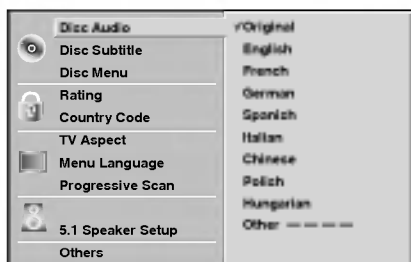 Disc Audio
Disc Subtitle
Disc Menu
Rating
Country Code
TV Aspect
Menu Language
Progressive Scan
5.1 Speaker Setup
Others
✓Original
English
French
German
Spanish
Italian
Chinese
Polish
Hungarian
Other — — — —